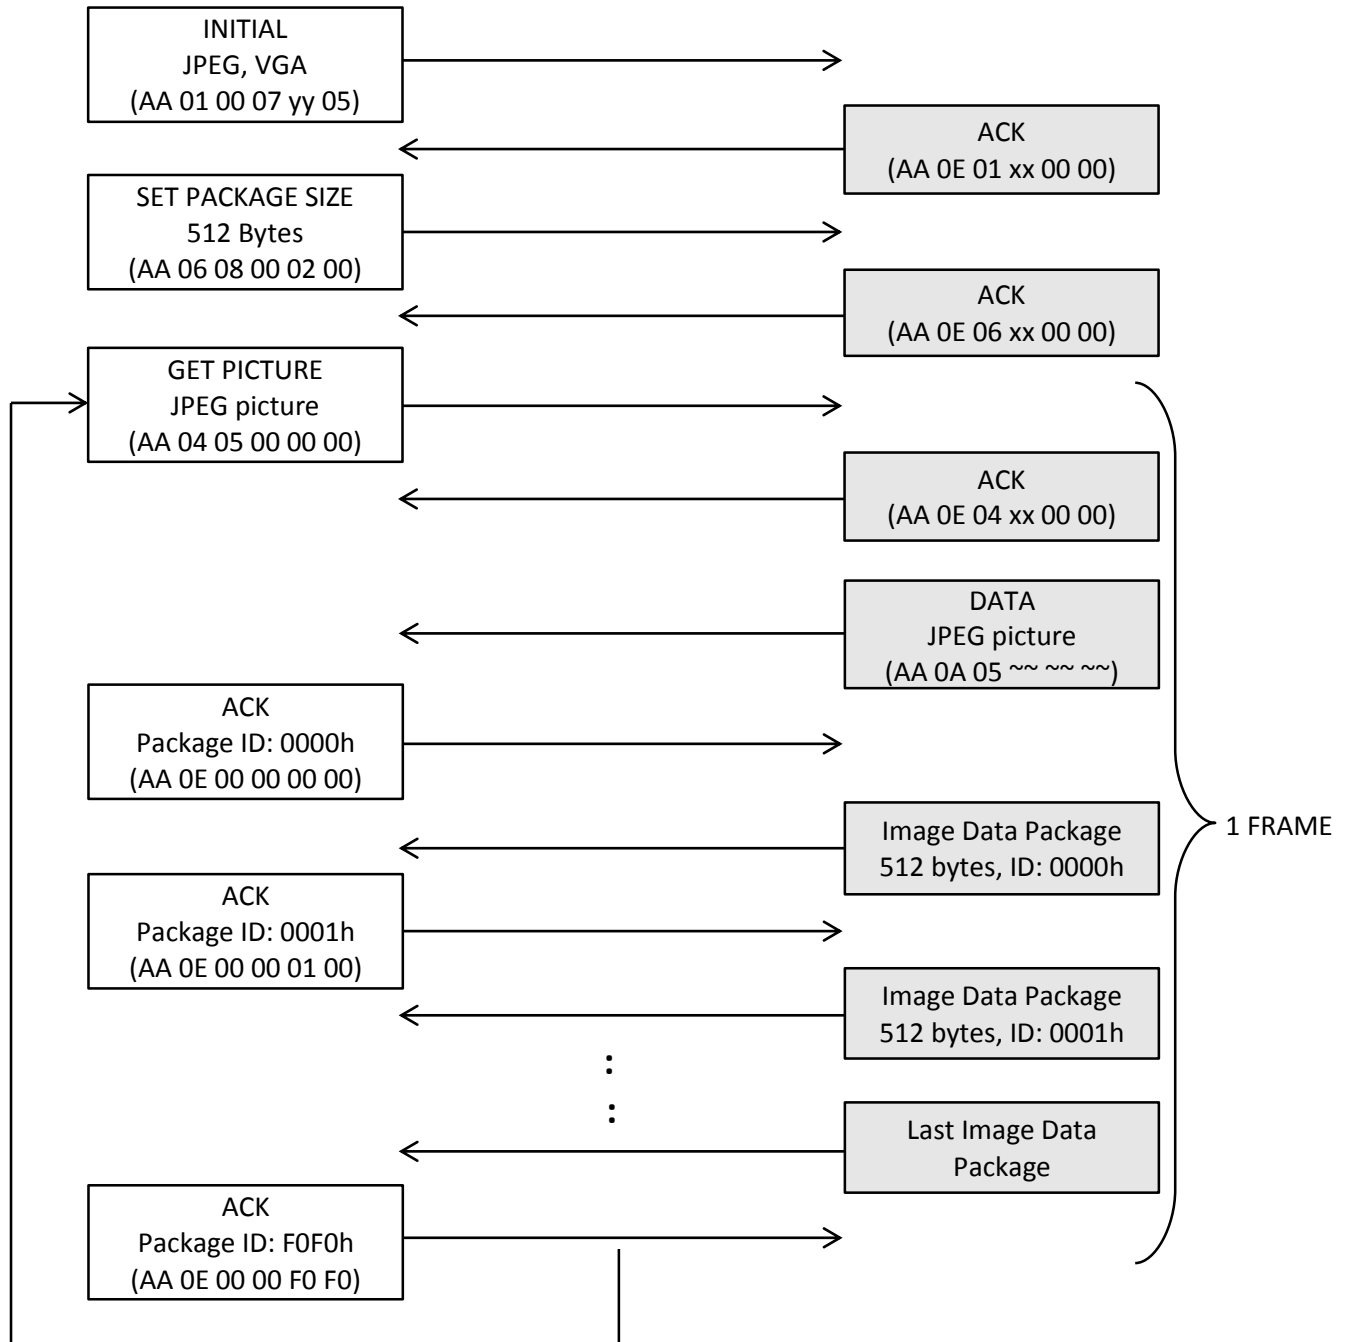 INITIAL
JPEG, VGA
(AA 01 00 07 yy 05)
ACK
(AA 0E 01 xx 00 00)
SET PACKAGE SIZE
512 Bytes
(AA 06 08 00 02 00)
ACK
(AA 0E 06 xx 00 00)
GET PICTURE
JPEG picture
(AA 04 05 00 00 00)
ACK
(AA 0E 04 xx 00 00)
DATA
JPEG picture
(AA 0A 05 ~~ ~~ ~~)
ACK
Package ID: 0000h
(AA 0E 00 00 00 00)
Image Data Package
512 bytes, ID: 0000h
1 FRAME
ACK
Package ID: 0001h
(AA 0E 00 00 01 00)
Image Data Package
512 bytes, ID: 0001h
:
:
Last Image Data
Package
ACK
Package ID: F0F0h
(AA 0E 00 00 F0 F0)